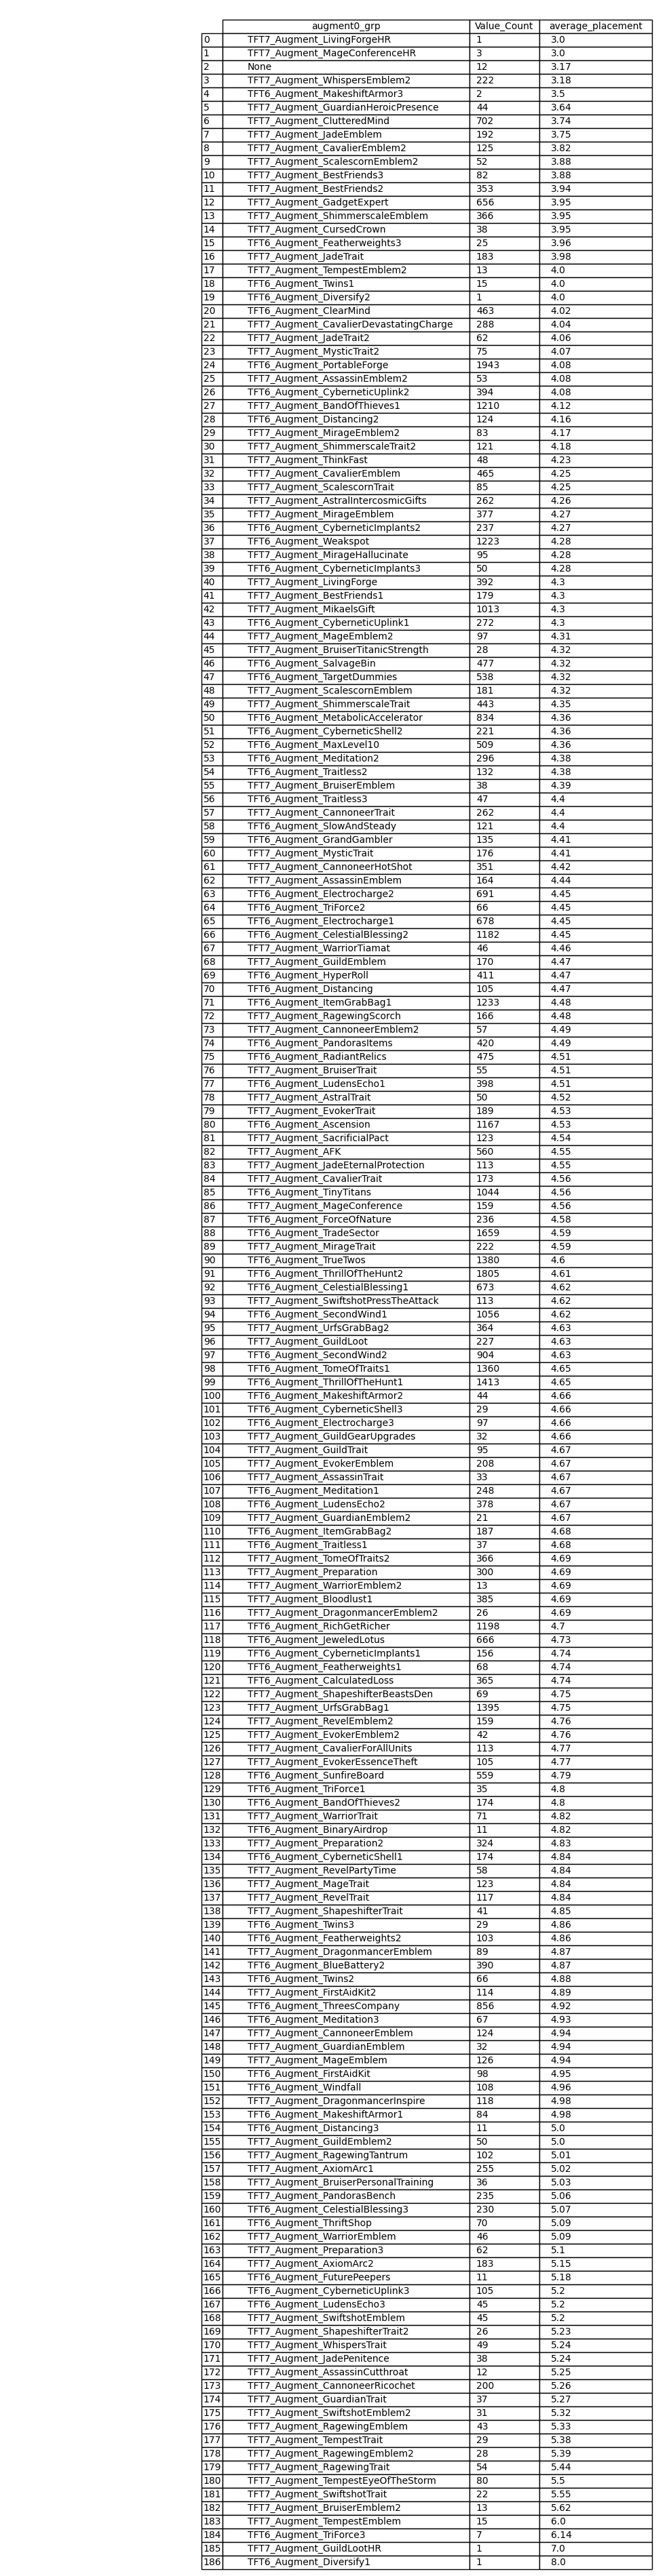 augment0_grp Value_Count average_placement
0 TFT7_Augment_LivingForgeHR 1 3.0
1 TFT7_Augment_MageConferenceHR 3 3.0
2 None 12 3.17
3 TFT7_Augment_WhispersEmblem2 222 3.18
4 TFT6_Augment_MakeshiftArmor3 2 3.5
5 TFT7_Augment_GuardianHeroicPresence 44 3.64
6 TFT7_Augment_ClutteredMind 702 3.74
7 TFT7_Augment_JadeEmblem 192 3.75
8 TFT7_Augment_CavalierEmblem2 125 3.82
9 TFT7_Augment_ScalescornEmblem2 52 3.88
10 TFT7_Augment_BestFriends3 82 3.88
11 TFT7_Augment_BestFriends2 353 3.94
12 TFT7_Augment_GadgetExpert 656 3.95
13 TFT7_Augment_ShimmerscaleEmblem 366 3.95
14 TFT7_Augment_CursedCrown 38 3.95
15 TFT6_Augment_Featherweights3 25 3.96
16 TFT7_Augment_JadeTrait 183 3.98
17 TFT7_Augment_TempestEmblem2 13 4.0
18 TFT6_Augment_Twins1 15 4.0
19 TFT6_Augment_Diversify2 1 4.0
20 TFT6_Augment_ClearMind 463 4.02
21 TFT7_Augment_CavalierDevastatingCharge 288 4.04
22 TFT7_Augment_JadeTrait2 62 4.06
23 TFT7_Augment_MysticTrait2 75 4.07
24 TFT6_Augment_PortableForge 1943 4.08
25 TFT7_Augment_AssassinEmblem2 53 4.08
26 TFT6_Augment_CyberneticUplink2 394 4.08
27 TFT7_Augment_BandOfThieves1 1210 4.12
28 TFT6_Augment_Distancing2 124 4.16
29 TFT7_Augment_MirageEmblem2 83 4.17
30 TFT7_Augment_ShimmerscaleTrait2 121 4.18
31 TFT7_Augment_ThinkFast 48 4.23
32 TFT7_Augment_CavalierEmblem 465 4.25
33 TFT7_Augment_ScalescornTrait 85 4.25
34 TFT7_Augment_AstralIntercosmicGifts 262 4.26
35 TFT7_Augment_MirageEmblem 377 4.27
36 TFT6_Augment_CyberneticImplants2 237 4.27
37 TFT6_Augment_Weakspot 1223 4.28
38 TFT7_Augment_MirageHallucinate 95 4.28
39 TFT6_Augment_CyberneticImplants3 50 4.28
40 TFT7_Augment_LivingForge 392 4.3
41 TFT7_Augment_BestFriends1 179 4.3
42 TFT7_Augment_MikaelsGift 1013 4.3
43 TFT6_Augment_CyberneticUplink1 272 4.3
44 TFT7_Augment_MageEmblem2 97 4.31
45 TFT7_Augment_BruiserTitanicStrength 28 4.32
46 TFT6_Augment_SalvageBin 477 4.32
47 TFT6_Augment_TargetDummies 538 4.32
48 TFT7_Augment_ScalescornEmblem 181 4.32
49 TFT7_Augment_ShimmerscaleTrait 443 4.35
50 TFT6_Augment_MetabolicAccelerator 834 4.36
51 TFT6_Augment_CyberneticShell2 221 4.36
52 TFT6_Augment_MaxLevel10 509 4.36
53 TFT6_Augment_Meditation2 296 4.38
54 TFT6_Augment_Traitless2 132 4.38
55 TFT7_Augment_BruiserEmblem 38 4.39
56 TFT6_Augment_Traitless3 47 4.4
57 TFT7_Augment_CannoneerTrait 262 4.4
58 TFT6_Augment_SlowAndSteady 121 4.4
59 TFT6_Augment_GrandGambler 135 4.41
60 TFT7_Augment_MysticTrait 176 4.41
61 TFT7_Augment_CannoneerHotShot 351 4.42
62 TFT7_Augment_AssassinEmblem 164 4.44
63 TFT6_Augment_Electrocharge2 691 4.45
64 TFT6_Augment_TriForce2 66 4.45
65 TFT6_Augment_Electrocharge1 678 4.45
66 TFT6_Augment_CelestialBlessing2 1182 4.45
67 TFT7_Augment_WarriorTiamat 46 4.46
68 TFT7_Augment_GuildEmblem 170 4.47
69 TFT6_Augment_HyperRoll 411 4.47
70 TFT6_Augment_Distancing 105 4.47
71 TFT6_Augment_ItemGrabBag1 1233 4.48
72 TFT7_Augment_RagewingScorch 166 4.48
73 TFT7_Augment_CannoneerEmblem2 57 4.49
74 TFT6_Augment_PandorasItems 420 4.49
75 TFT6_Augment_RadiantRelics 475 4.51
76 TFT7_Augment_BruiserTrait 55 4.51
77 TFT6_Augment_LudensEcho1 398 4.51
78 TFT7_Augment_AstralTrait 50 4.52
79 TFT7_Augment_EvokerTrait 189 4.53
80 TFT6_Augment_Ascension 1167 4.53
81 TFT7_Augment_SacrificialPact 123 4.54
82 TFT7_Augment_AFK 560 4.55
83 TFT7_Augment_JadeEternalProtection 113 4.55
84 TFT7_Augment_CavalierTrait 173 4.56
85 TFT6_Augment_TinyTitans 1044 4.56
86 TFT7_Augment_MageConference 159 4.56
87 TFT6_Augment_ForceOfNature 236 4.58
88 TFT6_Augment_TradeSector 1659 4.59
89 TFT7_Augment_MirageTrait 222 4.59
90 TFT6_Augment_TrueTwos 1380 4.6
91 TFT6_Augment_ThrillOfTheHunt2 1805 4.61
92 TFT6_Augment_CelestialBlessing1 673 4.62
93 TFT7_Augment_SwiftshotPressTheAttack 113 4.62
94 TFT6_Augment_SecondWind1 1056 4.62
95 TFT7_Augment_UrfsGrabBag2 364 4.63
96 TFT7_Augment_GuildLoot 227 4.63
97 TFT6_Augment_SecondWind2 904 4.63
98 TFT6_Augment_TomeOfTraits1 1360 4.65
99 TFT6_Augment_ThrillOfTheHunt1 1413 4.65
100 TFT6_Augment_MakeshiftArmor2 44 4.66
101 TFT6_Augment_CyberneticShell3 29 4.66
102 TFT6_Augment_Electrocharge3 97 4.66
103 TFT7_Augment_GuildGearUpgrades 32 4.66
104 TFT7_Augment_GuildTrait 95 4.67
105 TFT7_Augment_EvokerEmblem 208 4.67
106 TFT7_Augment_AssassinTrait 33 4.67
107 TFT6_Augment_Meditation1 248 4.67
108 TFT6_Augment_LudensEcho2 378 4.67
109 TFT7_Augment_GuardianEmblem2 21 4.67
110 TFT6_Augment_ItemGrabBag2 187 4.68
111 TFT6_Augment_Traitless1 37 4.68
112 TFT7_Augment_TomeOfTraits2 366 4.69
113 TFT7_Augment_Preparation 300 4.69
114 TFT7_Augment_WarriorEmblem2 13 4.69
115 TFT7_Augment_Bloodlust1 385 4.69
116 TFT7_Augment_DragonmancerEmblem2 26 4.69
117 TFT6_Augment_RichGetRicher 1198 4.7
118 TFT6_Augment_JeweledLotus 666 4.73
119 TFT6_Augment_CyberneticImplants1 156 4.74
120 TFT6_Augment_Featherweights1 68 4.74
121 TFT6_Augment_CalculatedLoss 365 4.74
122 TFT7_Augment_ShapeshifterBeastsDen 69 4.75
123 TFT7_Augment_UrfsGrabBag1 1395 4.75
124 TFT7_Augment_RevelEmblem2 159 4.76
125 TFT7_Augment_EvokerEmblem2 42 4.76
126 TFT7_Augment_CavalierForAllUnits 113 4.77
127 TFT7_Augment_EvokerEssenceTheft 105 4.77
128 TFT6_Augment_SunfireBoard 559 4.79
129 TFT6_Augment_TriForce1 35 4.8
130 TFT6_Augment_BandOfThieves2 174 4.8
131 TFT7_Augment_WarriorTrait 71 4.82
132 TFT6_Augment_BinaryAirdrop 11 4.82
133 TFT7_Augment_Preparation2 324 4.83
134 TFT6_Augment_CyberneticShell1 174 4.84
135 TFT7_Augment_RevelPartyTime 58 4.84
136 TFT7_Augment_MageTrait 123 4.84
137 TFT7_Augment_RevelTrait 117 4.84
138 TFT7_Augment_ShapeshifterTrait 41 4.85
139 TFT6_Augment_Twins3 29 4.86
140 TFT6_Augment_Featherweights2 103 4.86
141 TFT7_Augment_DragonmancerEmblem 89 4.87
142 TFT6_Augment_BlueBattery2 390 4.87
143 TFT6_Augment_Twins2 66 4.88
144 TFT7_Augment_FirstAidKit2 114 4.89
145 TFT6_Augment_ThreesCompany 856 4.92
146 TFT6_Augment_Meditation3 67 4.93
147 TFT7_Augment_CannoneerEmblem 124 4.94
148 TFT7_Augment_GuardianEmblem 32 4.94
149 TFT7_Augment_MageEmblem 126 4.94
150 TFT6_Augment_FirstAidKit 98 4.95
151 TFT6_Augment_Windfall 108 4.96
152 TFT7_Augment_DragonmancerInspire 118 4.98
153 TFT6_Augment_MakeshiftArmor1 84 4.98
154 TFT6_Augment_Distancing3 11 5.0
155 TFT7_Augment_GuildEmblem2 50 5.0
156 TFT7_Augment_RagewingTantrum 102 5.01
157 TFT7_Augment_AxiomArc1 255 5.02
158 TFT7_Augment_BruiserPersonalTraining 36 5.03
159 TFT7_Augment_PandorasBench 235 5.06
160 TFT6_Augment_CelestialBlessing3 230 5.07
161 TFT6_Augment_ThriftShop 70 5.09
162 TFT7_Augment_WarriorEmblem 46 5.09
163 TFT7_Augment_Preparation3 62 5.1
164 TFT7_Augment_AxiomArc2 183 5.15
165 TFT6_Augment_FuturePeepers 11 5.18
166 TFT6_Augment_CyberneticUplink3 105 5.2
167 TFT6_Augment_LudensEcho3 45 5.2
168 TFT7_Augment_SwiftshotEmblem 45 5.2
169 TFT7_Augment_ShapeshifterTrait2 26 5.23
170 TFT7_Augment_WhispersTrait 49 5.24
171 TFT7_Augment_JadePenitence 38 5.24
172 TFT7_Augment_AssassinCutthroat 12 5.25
173 TFT7_Augment_CannoneerRicochet 200 5.26
174 TFT7_Augment_GuardianTrait 37 5.27
175 TFT7_Augment_SwiftshotEmblem2 31 5.32
176 TFT7_Augment_RagewingEmblem 43 5.33
177 TFT7_Augment_TempestTrait 29 5.38
178 TFT7_Augment_RagewingEmblem2 28 5.39
179 TFT7_Augment_RagewingTrait 54 5.44
180 TFT7_Augment_TempestEyeOfTheStorm 80 5.5
181 TFT7_Augment_SwiftshotTrait 22 5.55
182 TFT7_Augment_BruiserEmblem2 13 5.62
183 TFT7_Augment_TempestEmblem 15 6.0
184 TFT6_Augment_TriForce3 7 6.14
185 TFT7_Augment_GuildLootHR 1 7.0
186 TFT6_Augment_Diversify1 1 8.0